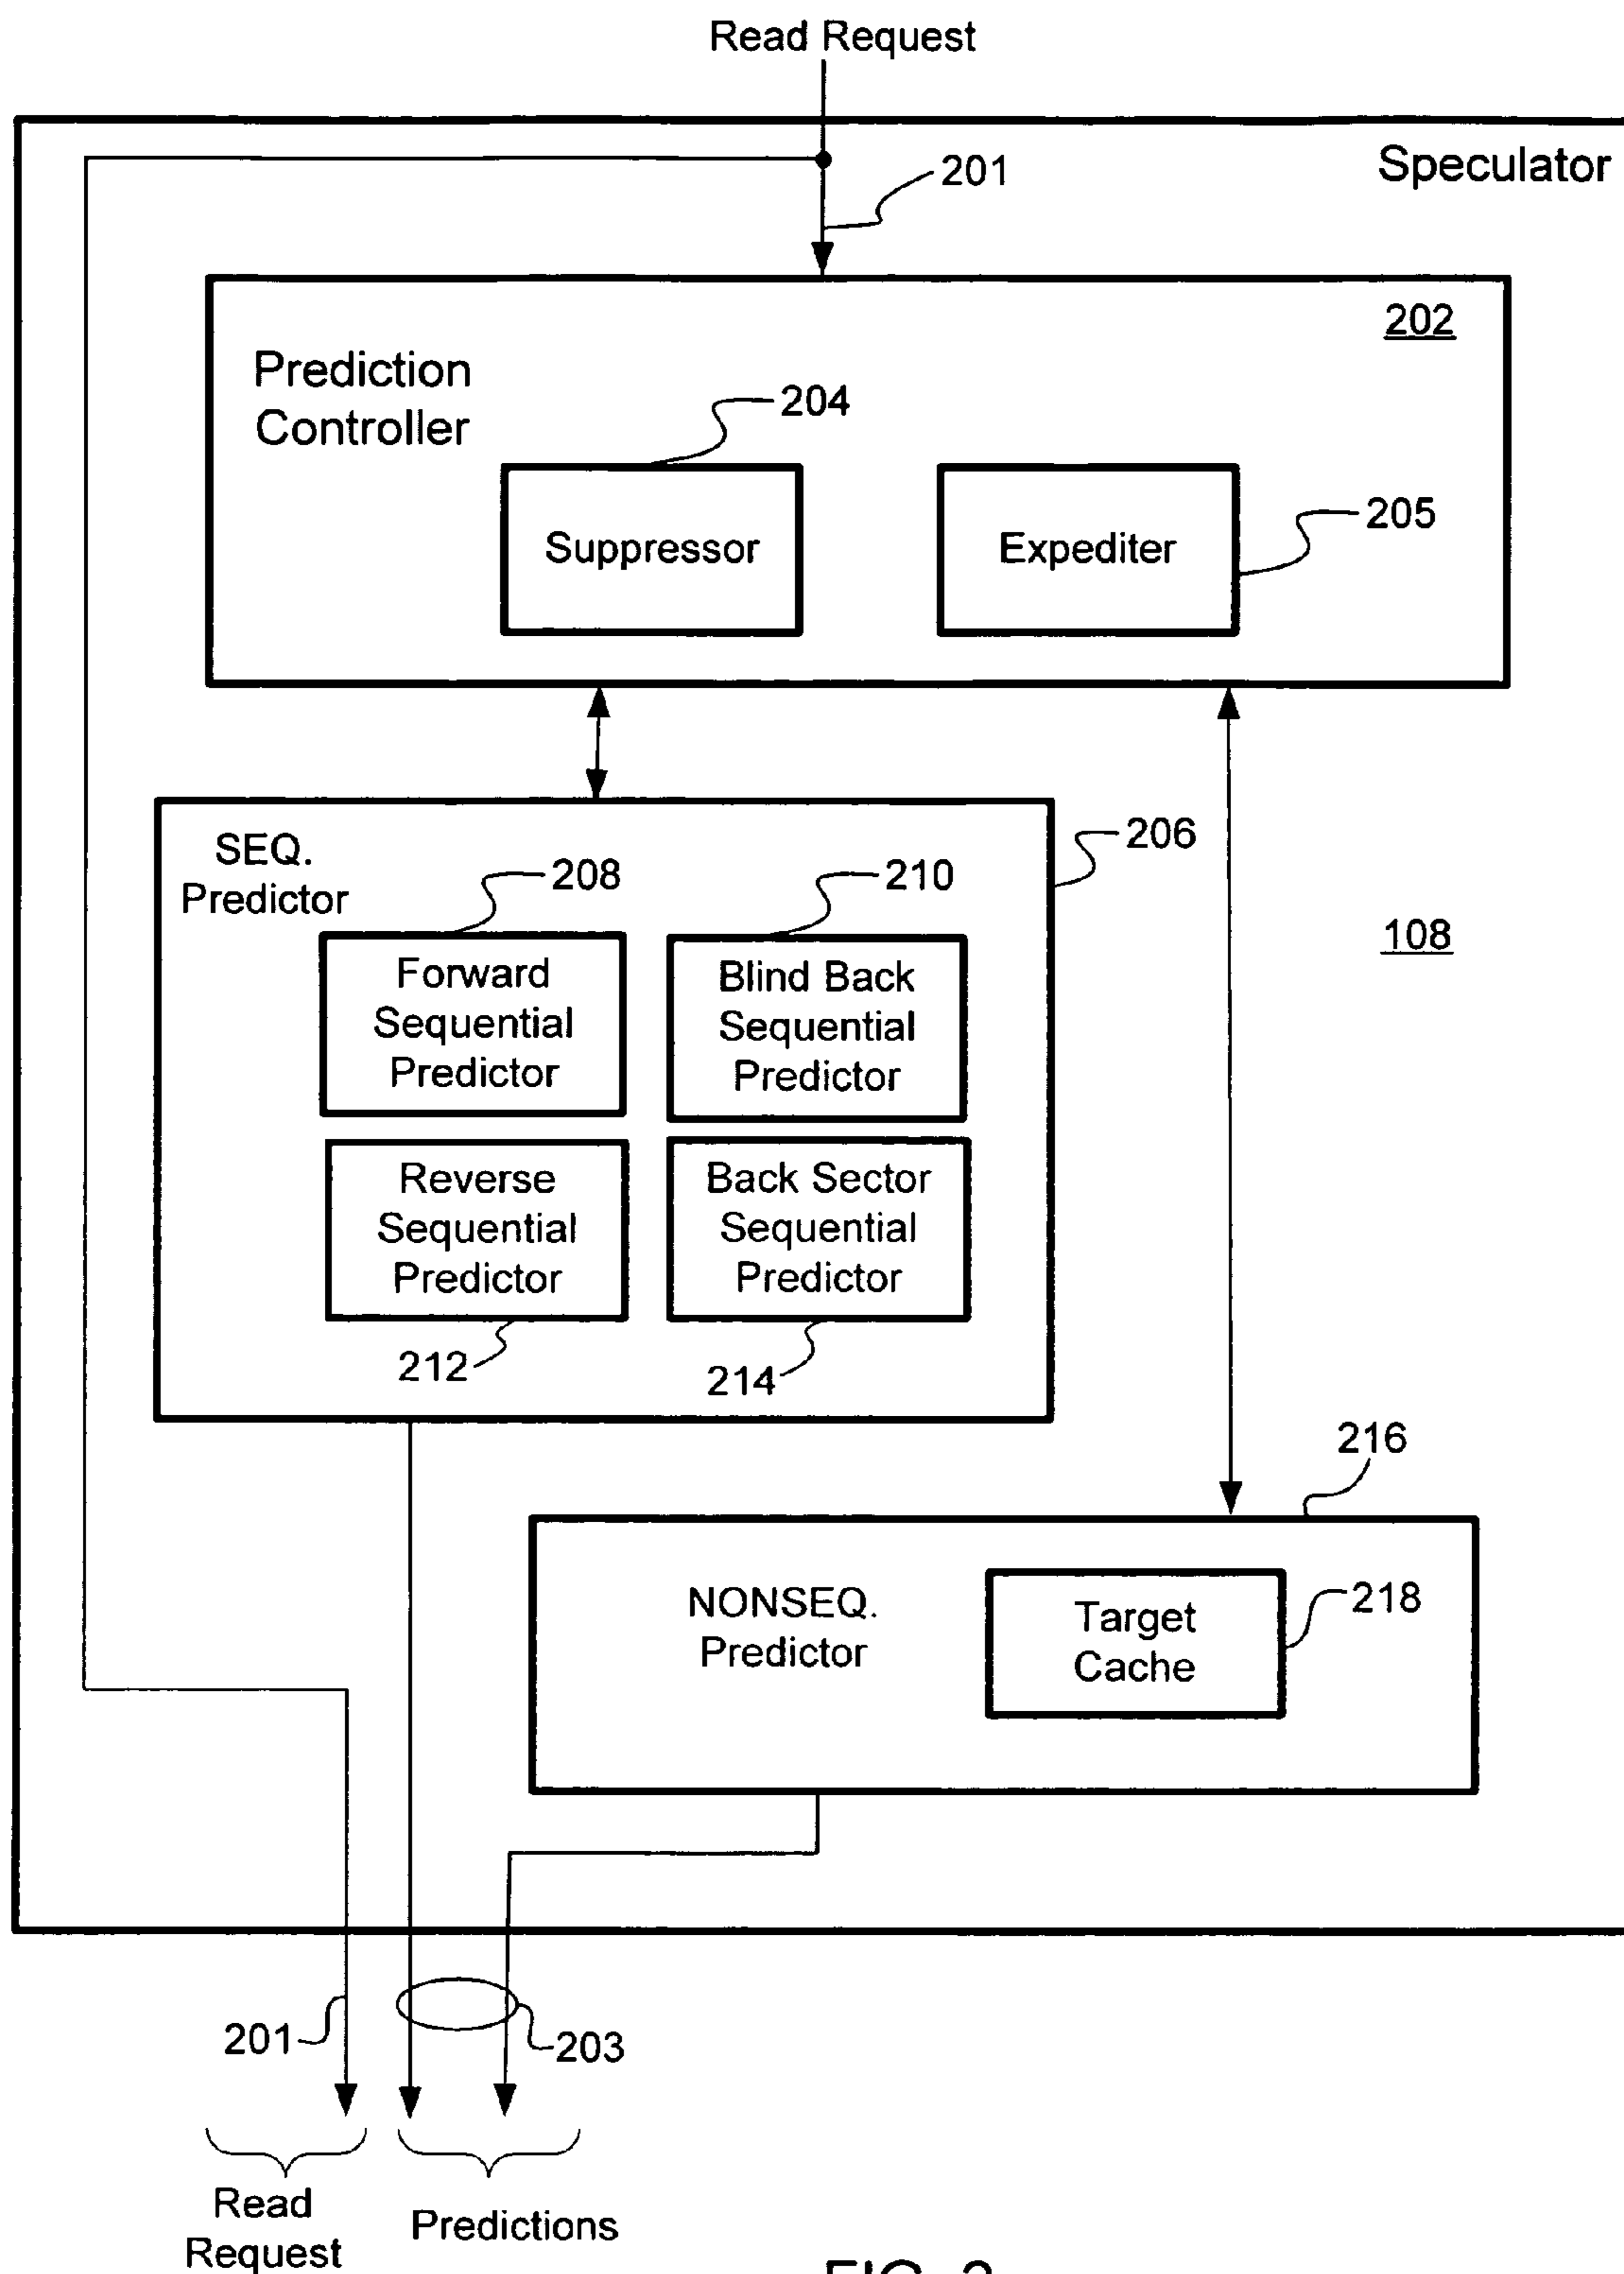 Read Request
Speculator
201
202
Prediction
Controller
204
205
Suppressor
Expediter
SEQ.
Predictor
206
208
210
108
Forward
Sequential
Predictor
Blind Back
Sequential
Predictor
Reverse
Sequential
Predictor
Back Sector
Sequential
Predictor
212
214
216
NONSEQ.
Predictor
Target
Cache
218
201
203
Read
Request
Predictions